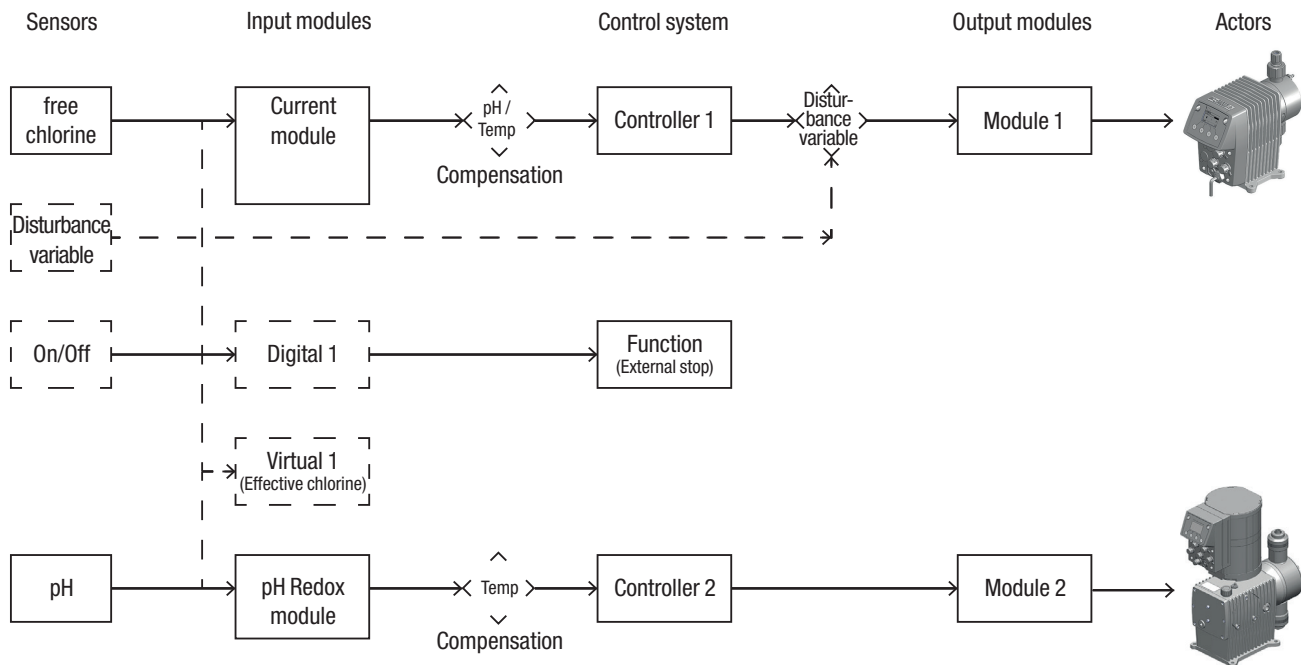 Sensors
Input modules
Control system
Output modules
Actors
free
chlorine
Current
module
pH /
Temp
Compensation
Controller 1
Distur-
bance
variable
Module 1
Disturbance
variable
On/Off
Digital 1
Function
(External stop)
Virtual 1
(Effective chlorine)
pH
pH Redox
module
Temp
Compensation
Controller 2
Module 2